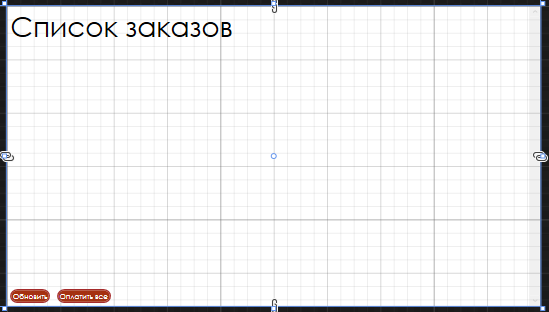 Список заказов
Обновить
Оплатить все